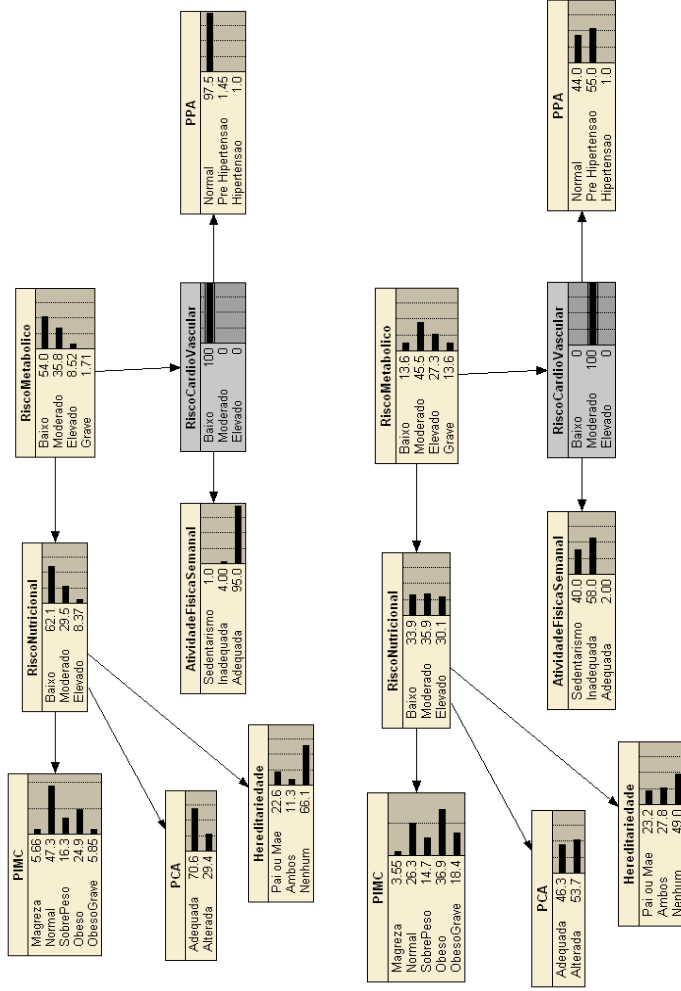 PIMC
Magreza 5.66
Normal 47.3
SobrePeso 16.3
Obeso 24.9
ObesoGrave 5.85
RiscoNutricional
Baixo 62.1
Moderado 29.5
Elevado 8.37
RiscoMetabolico
Baixo 54.0
Moderado 35.8
Elevado 8.52
Grave 1.71
PCA
Adequada 70.6
Alterada 29.4
Hereditariedade
Pai ou Mae 22.6
Ambos 11.3
Nenhum 66.1
AtividadeFisicaSemanal
Sedentarismo 1.0
Inadequada 4.00
Adequada 95.0
RiscoCardioVascular
Baixo 100
Moderado 0
Elevado 0
PPA
Normal 97.5
Pre Hipertensao 1.45
Hipertensao 1.0
PIMC
Magreza 3.55
Normal 26.3
SobrePeso 14.7
Obeso 36.9
ObesoGrave 18.4
RiscoNutricional
Baixo 33.9
Moderado 35.9
Elevado 30.1
RiscoMetabolico
Baixo 13.6
Moderado 45.5
Elevado 27.3
Grave 13.6
PCA
Adequada 46.3
Alterada 53.7
Hereditariedade
Pai ou Mae 23.2
Ambos 27.8
Nenhum 49.0
AtividadeFisicaSemanal
Sedentarismo 40.0
Inadequada 58.0
Adequada 2.00
RiscoCardioVascular
Baixo 0
Moderado 100
Elevado 0
PPA
Normal 44.0
Pre Hipertensao 55.0
Hipertensao 1.0